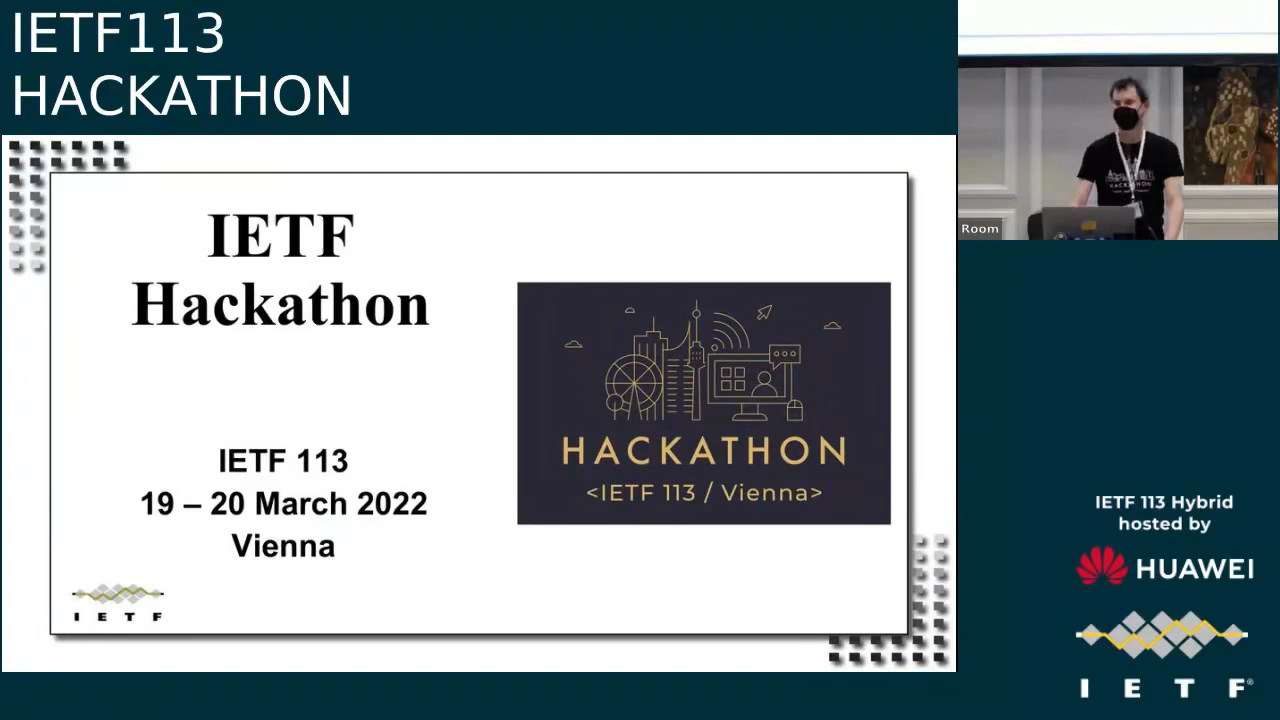 IETF113
HACKATHON
IETF
Hackathon
IETF 113
19 – 20 March 2022
Vienna
I E T F
HACKATHON
<IETF 113 / Vienna>
HACKATHON
Room
IETF 113 Hybrid
hosted by
HUAWEI
I E T F®